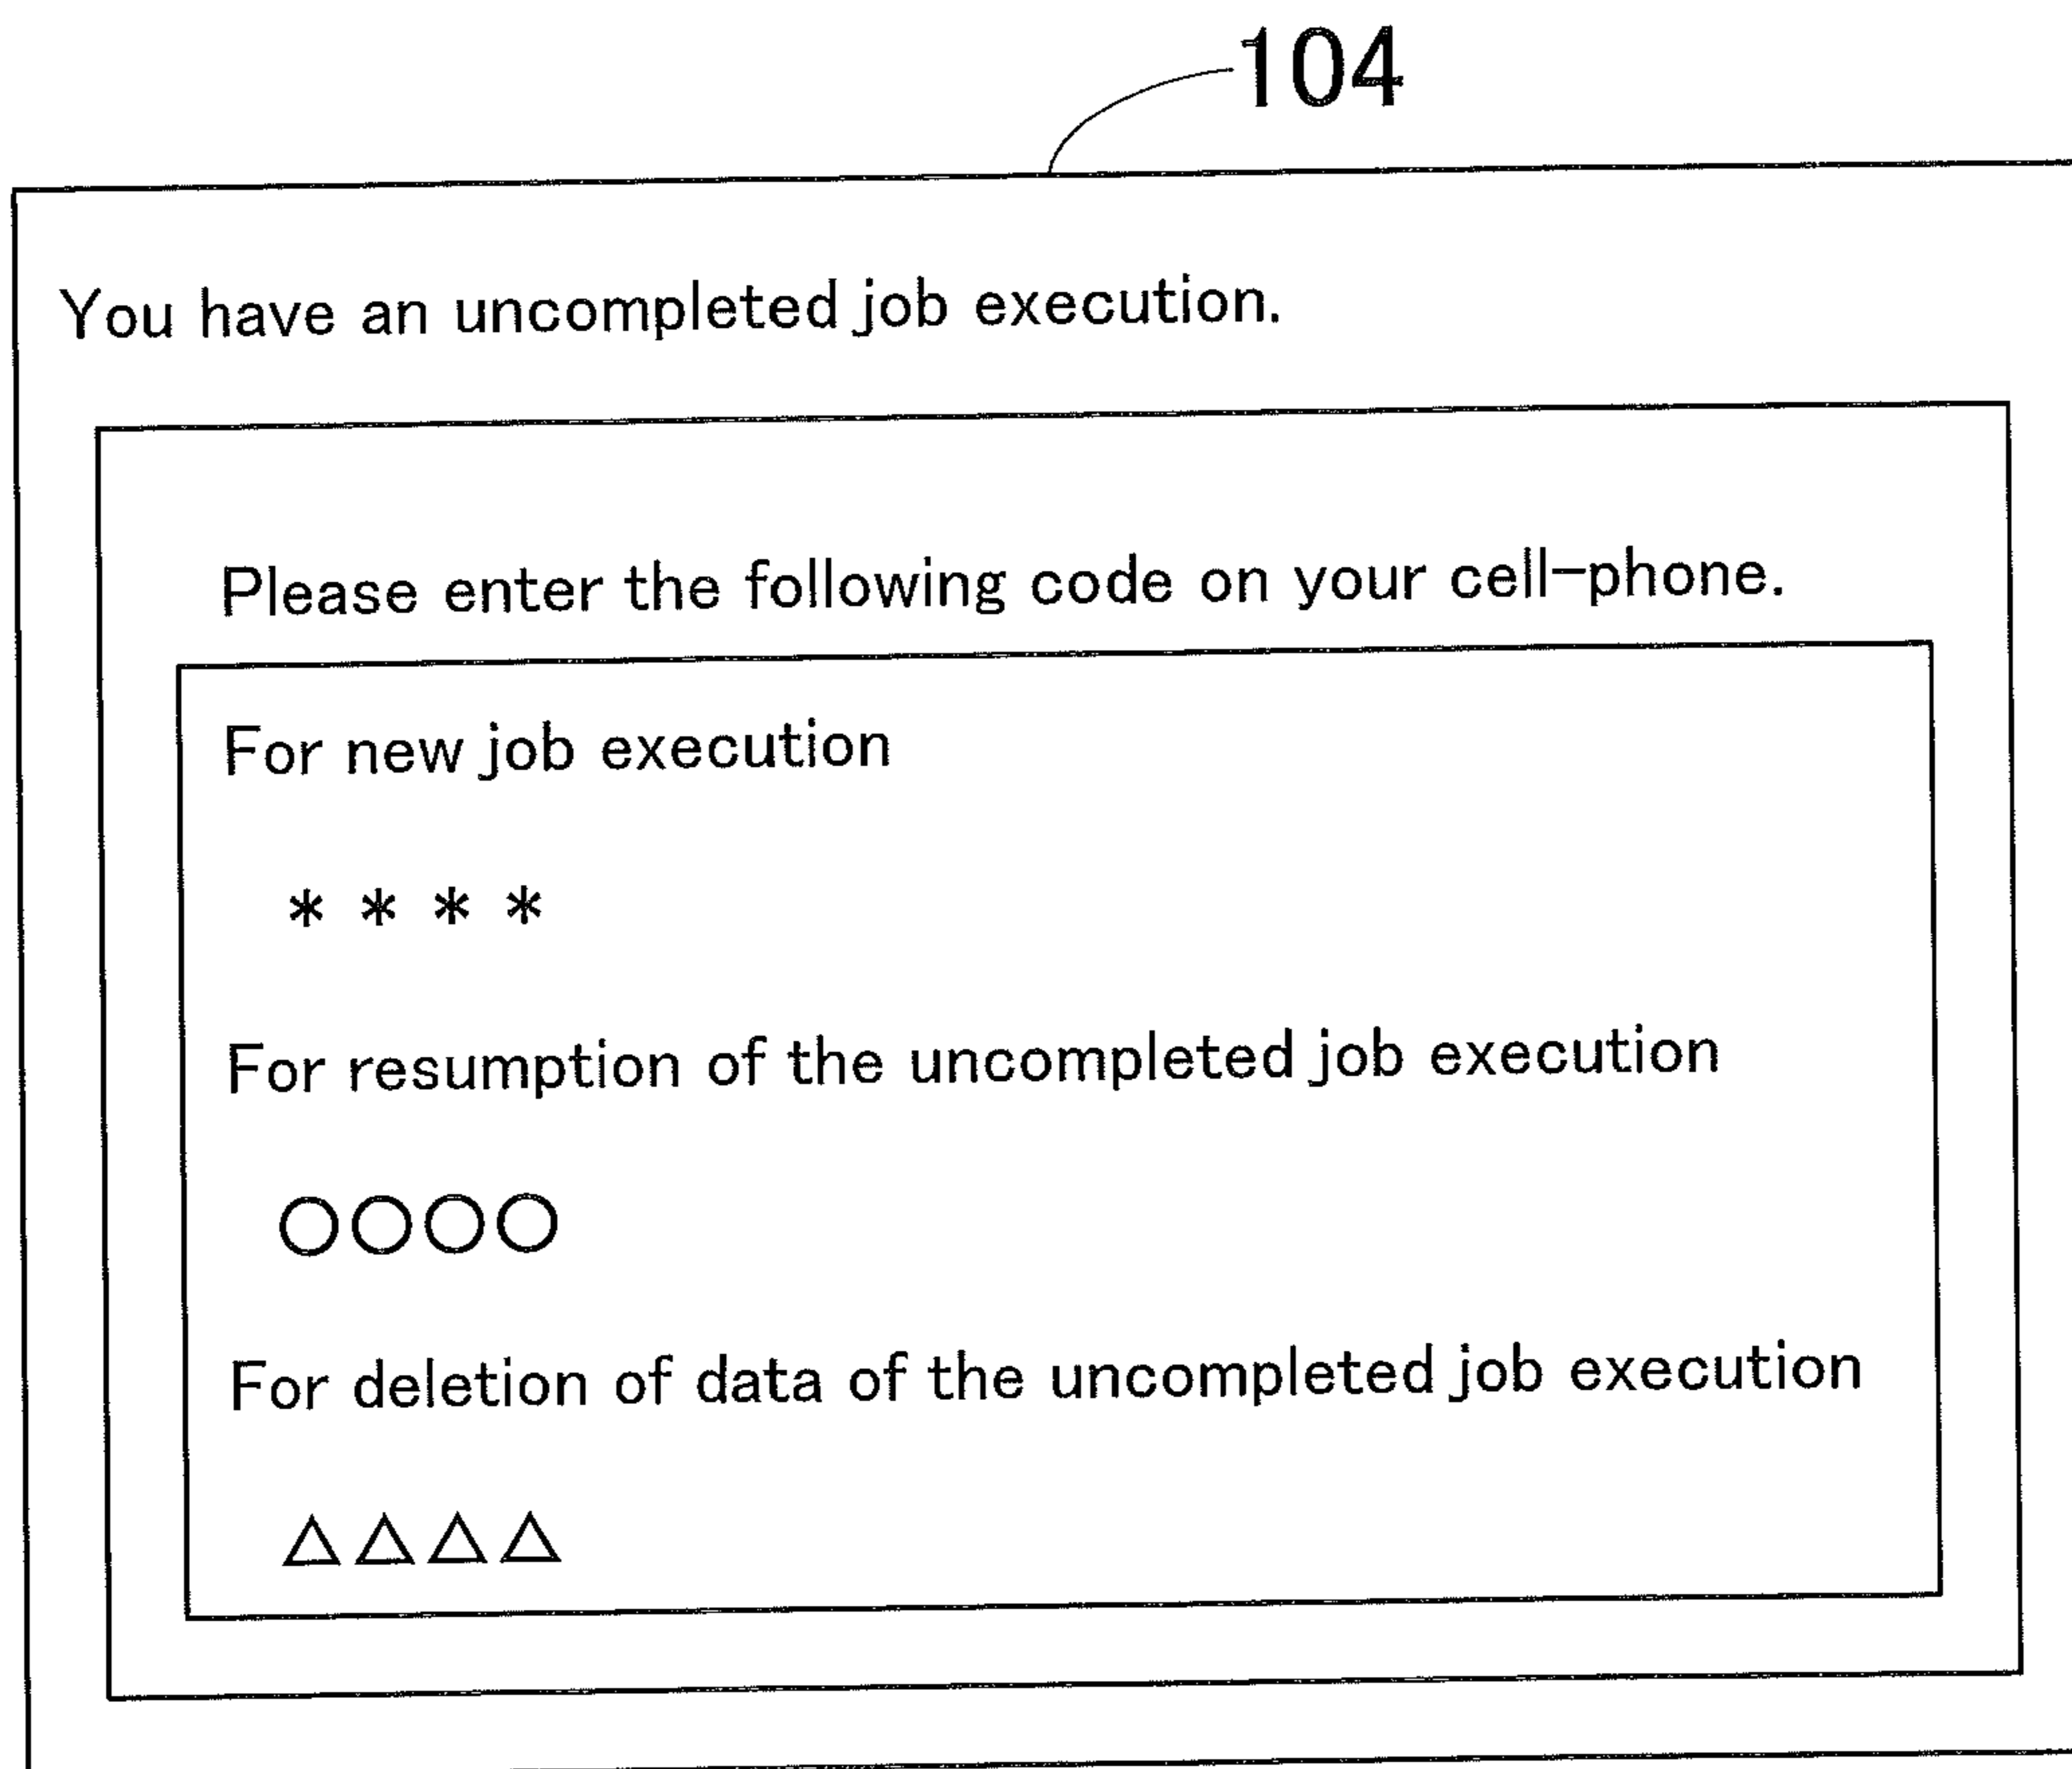 104
You have an uncompleted job execution.
Please enter the following code on your cell-phone.
For new job execution
* * * *
For resumption of the uncompleted job execution
○○○○
For deletion of data of the uncompleted job execution
△△△△